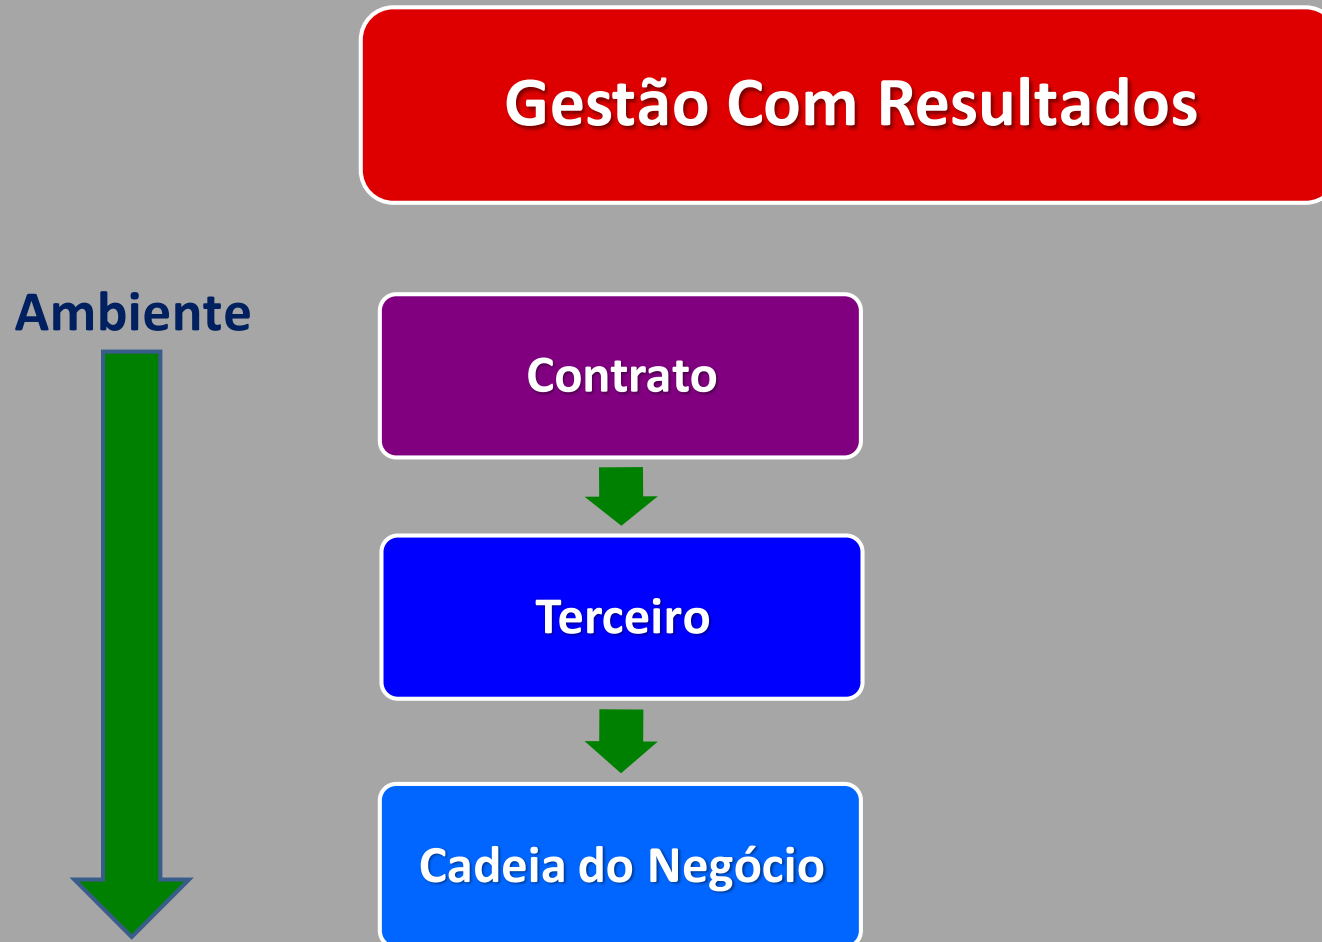 Gestão Com Resultados
Ambiente
Contrato
Terceiro
Cadeia do Negócio